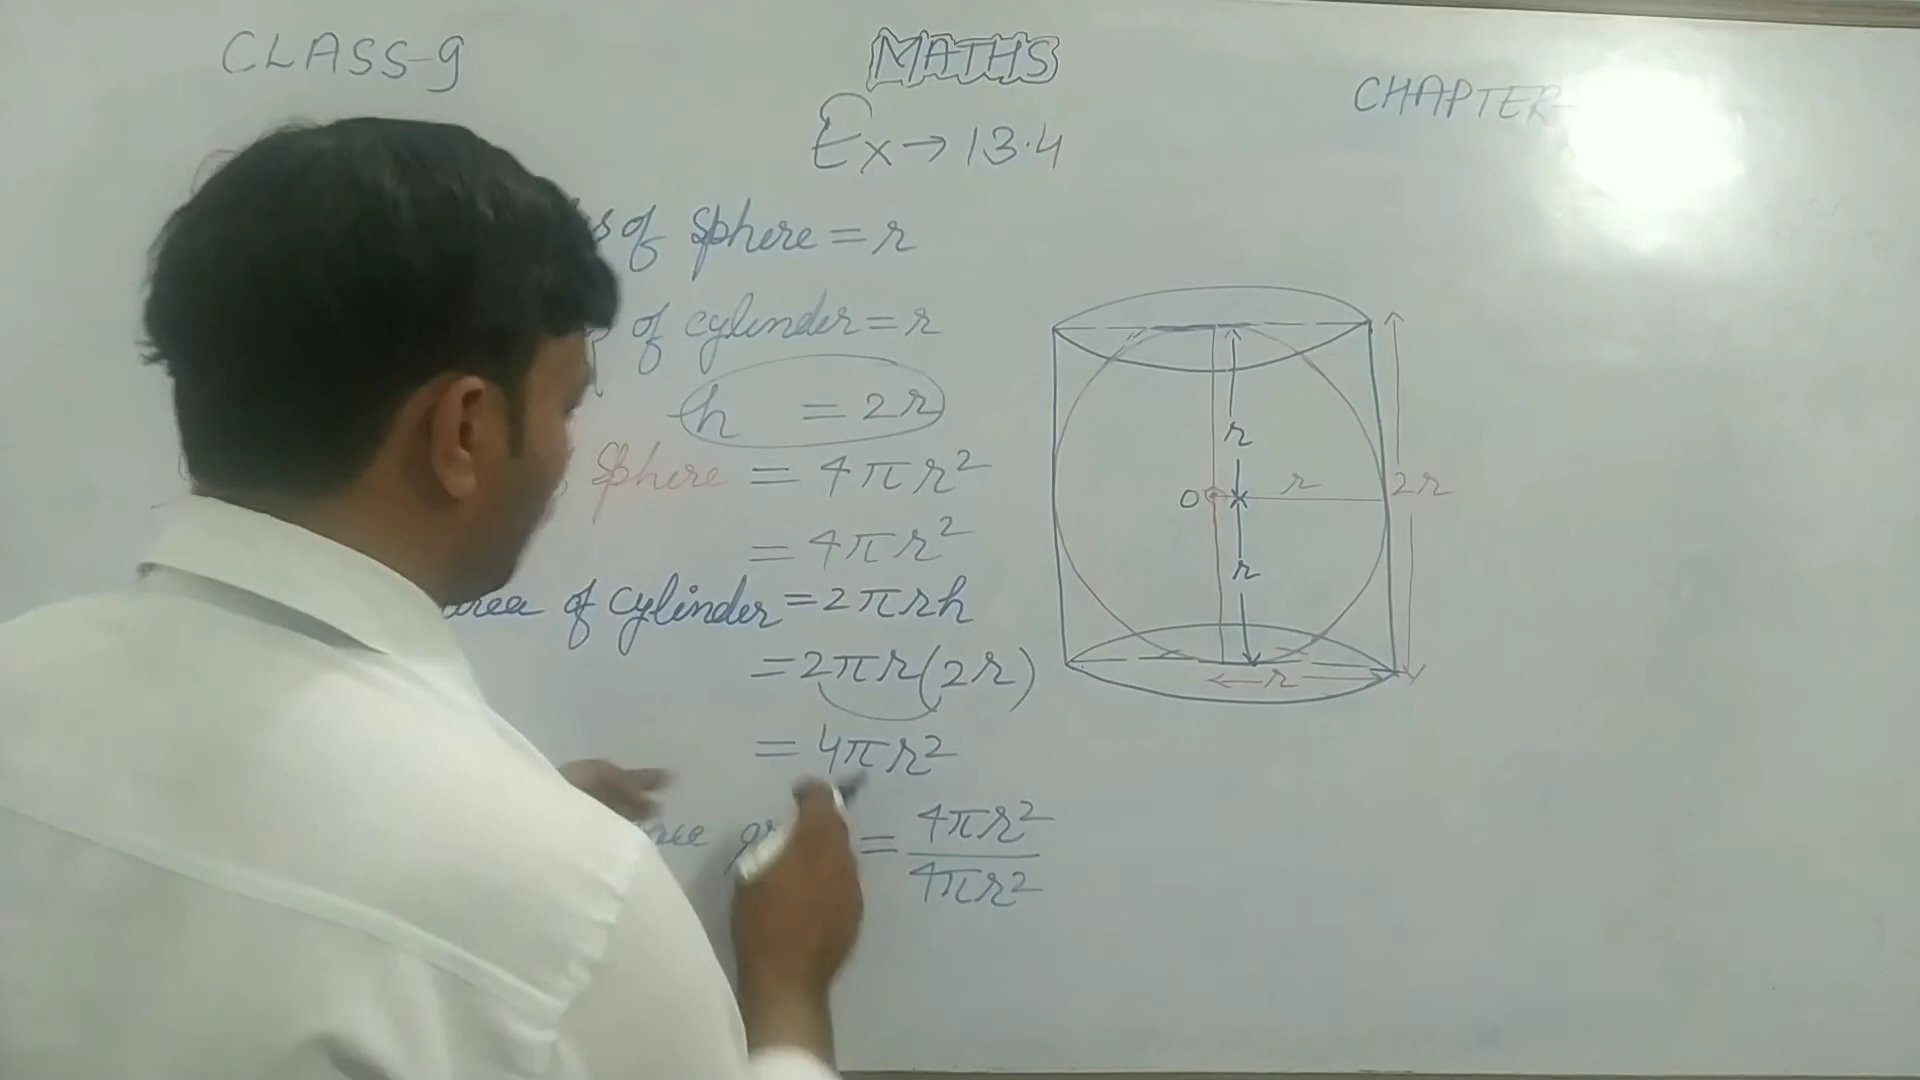 CLASS-9
MATHS
CHAPTER
Ex→13.4
of sphere = r
of cylinder = r
h = 2r
sphere = 4πr²
= 4πr²
area of cylinder = 2πrh
= 2πr(2r)
= 4πr²
= 4πr²
4πr²
r
O
r
2r
r
r